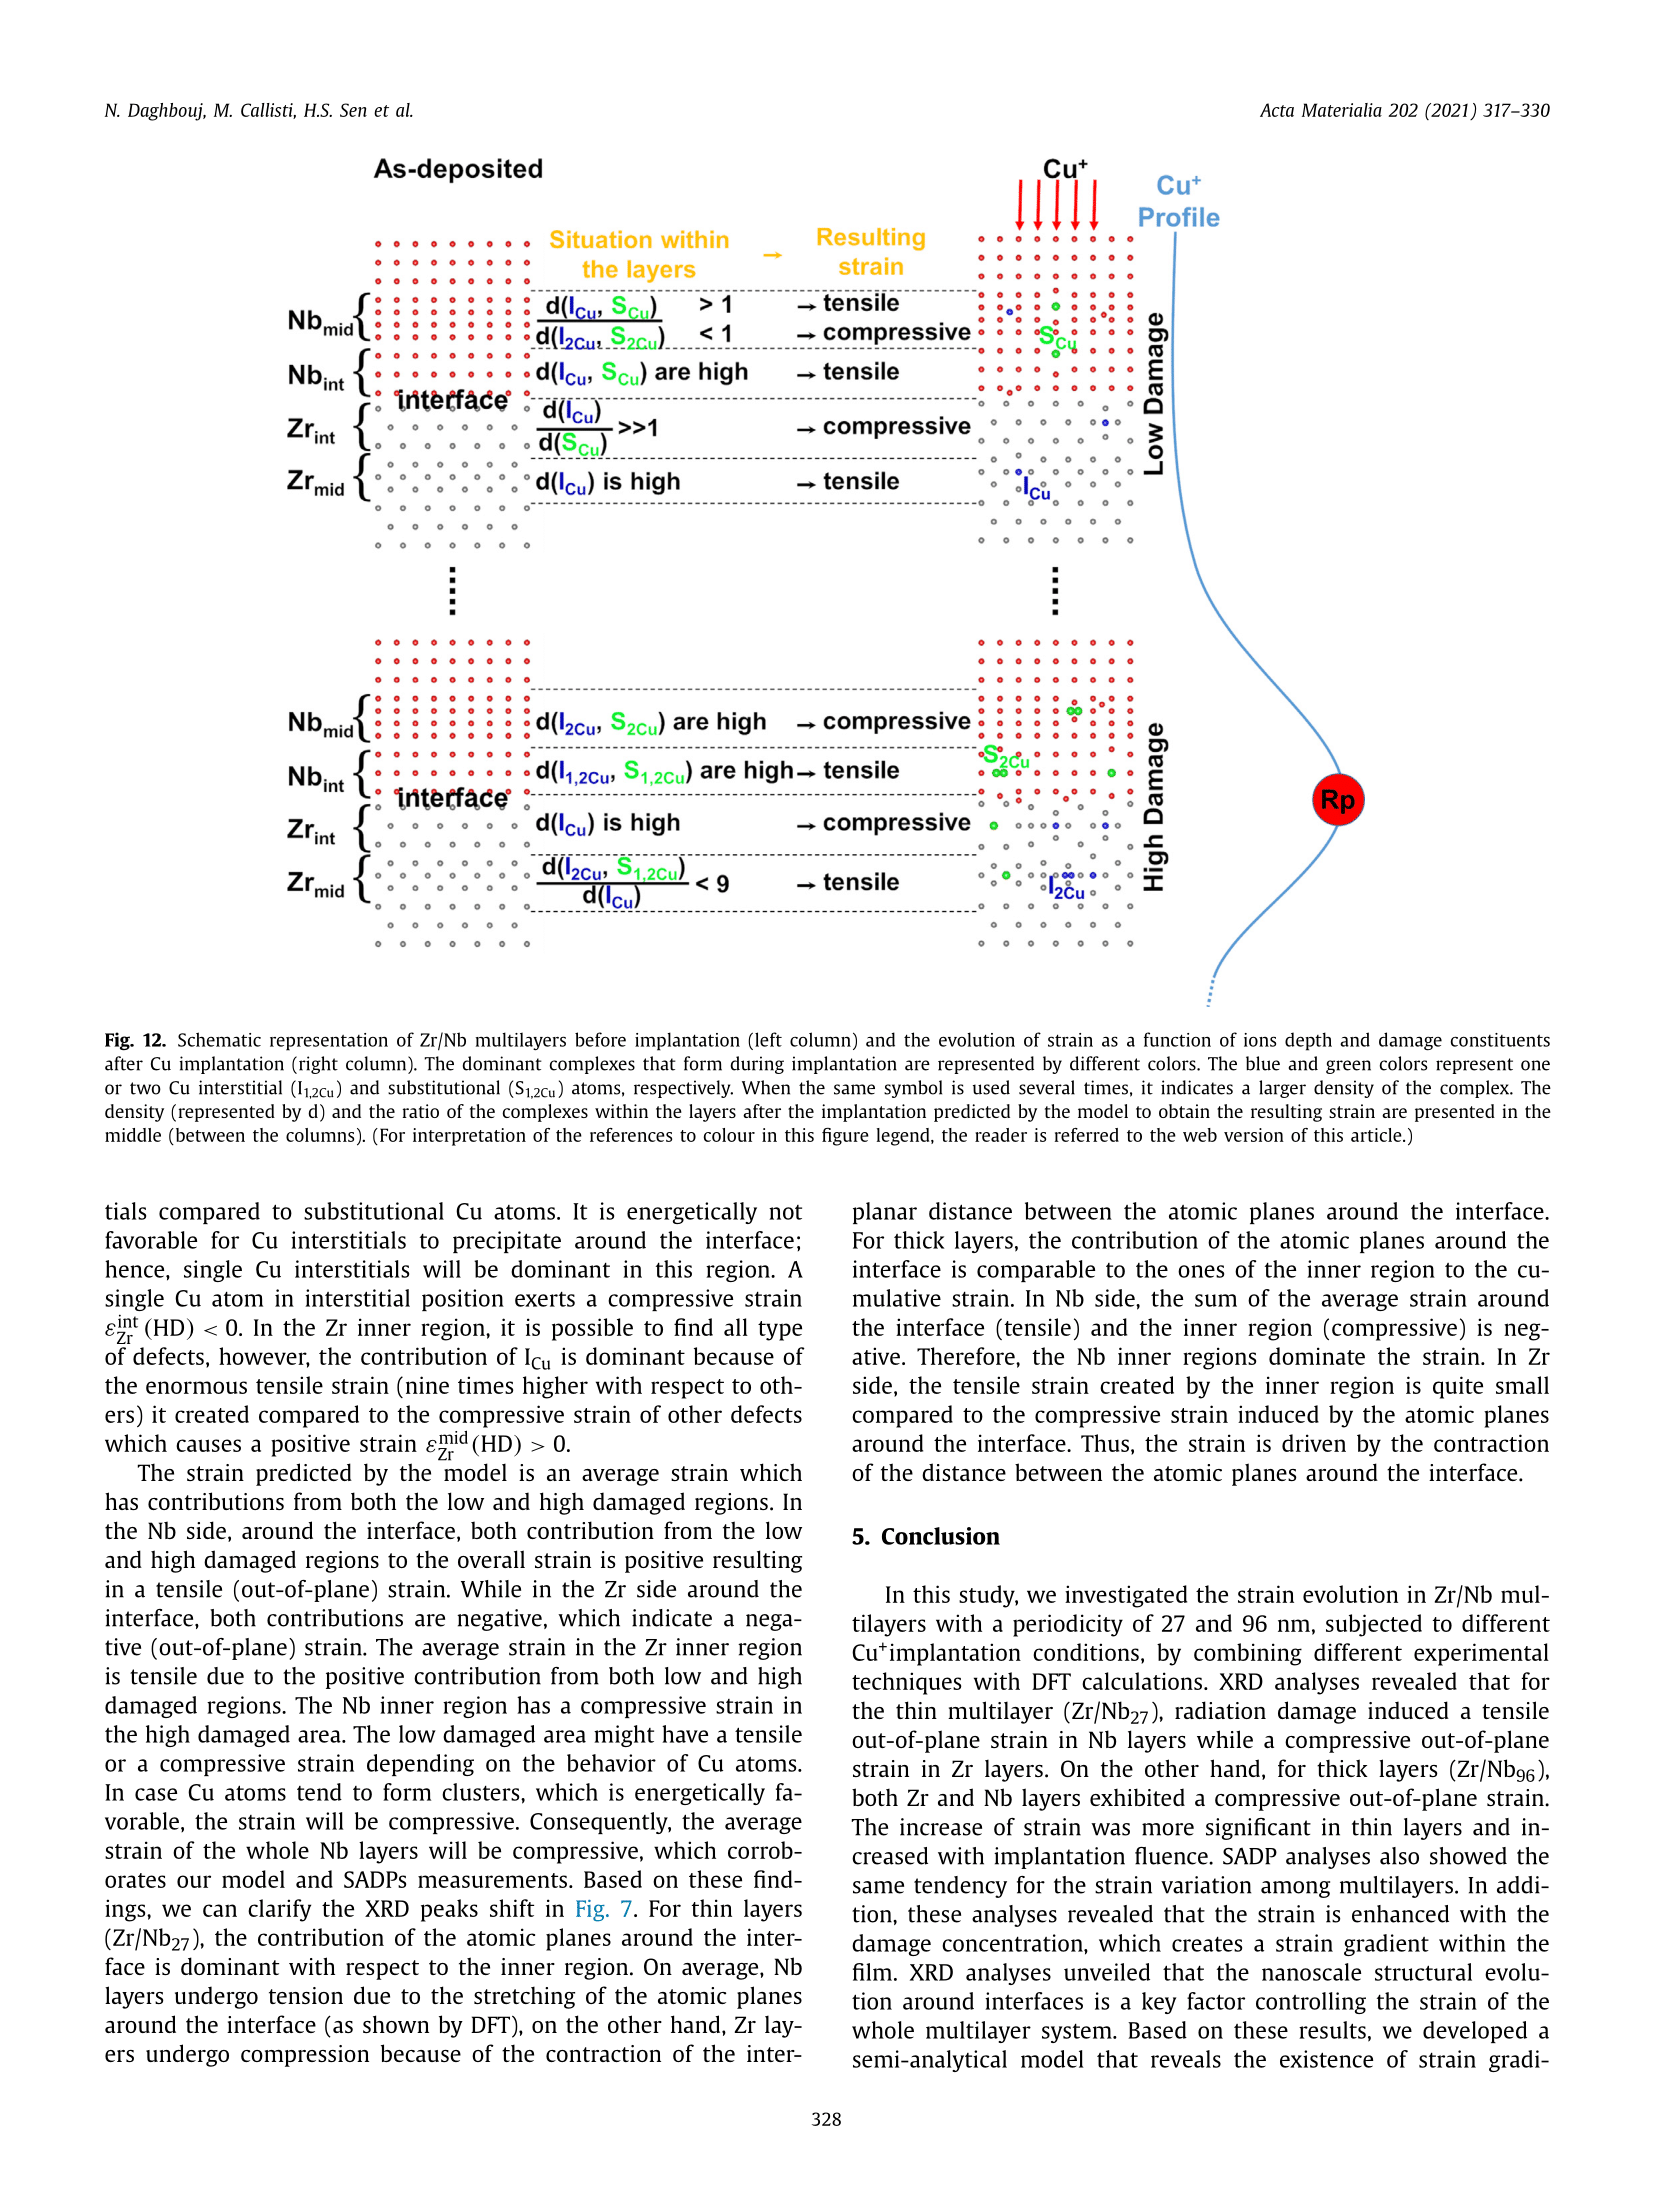 N. Daghbouj, M. Callisti, H.S. Sen et al.
Acta Materialia 202 (2021) 317–330
As-deposited
Cu+
Cu+
Profile
Situation within
the layers
→
Resulting
strain
Nbmid {
d(ICu, SCu) > 1 → tensile
d(I2Cu, S2Cu) < 1 → compressive
SCu
Nbint {
d(ICu, SCu) are high → tensile
interface
Zrint {
d(ICu)
d(SCu)
>>1 → compressive
Zrmid {
d(ICu) is high → tensile
ICu
Low Damage
Nbmid {
d(I2Cu, S2Cu) are high → compressive
S2Cu
Nbint {
d(I1,2Cu, S1,2Cu) are high → tensile
interface
Rp
Zrint {
d(ICu) is high → compressive
Zrmid {
d(I2Cu, S1,2Cu)
d(ICu)
< 9 → tensile
I2Cu
High Damage
Fig. 12. Schematic representation of Zr/Nb multilayers before implantation (left column) and the evolution of strain as a function of ions depth and damage constituents
after Cu implantation (right column). The dominant complexes that form during implantation are represented by different colors. The blue and green colors represent one
or two Cu interstitial (I1,2Cu) and substitutional (S1,2Cu) atoms, respectively. When the same symbol is used several times, it indicates a larger density of the complex. The
density (represented by d) and the ratio of the complexes within the layers after the implantation predicted by the model to obtain the resulting strain are presented in the
middle (between the columns). (For interpretation of the references to colour in this figure legend, the reader is referred to the web version of this article.)
tials compared to substitutional Cu atoms. It is energetically not
favorable for Cu interstitials to precipitate around the interface;
hence, single Cu interstitials will be dominant in this region. A
single Cu atom in interstitial position exerts a compressive strain
εintZr (HD) < 0. In the Zr inner region, it is possible to find all type
of defects, however, the contribution of ICu is dominant because of
the enormous tensile strain (nine times higher with respect to oth-
ers) it created compared to the compressive strain of other defects
which causes a positive strain εmidZr (HD) > 0.
The strain predicted by the model is an average strain which
has contributions from both the low and high damaged regions. In
the Nb side, around the interface, both contribution from the low
and high damaged regions to the overall strain is positive resulting
in a tensile (out-of-plane) strain. While in the Zr side around the
interface, both contributions are negative, which indicate a nega-
tive (out-of-plane) strain. The average strain in the Zr inner region
is tensile due to the positive contribution from both low and high
damaged regions. The Nb inner region has a compressive strain in
the high damaged area. The low damaged area might have a tensile
or a compressive strain depending on the behavior of Cu atoms.
In case Cu atoms tend to form clusters, which is energetically fa-
vorable, the strain will be compressive. Consequently, the average
strain of the whole Nb layers will be compressive, which corrob-
orates our model and SADPs measurements. Based on these find-
ings, we can clarify the XRD peaks shift in Fig. 7. For thin layers
(Zr/Nb27), the contribution of the atomic planes around the inter-
face is dominant with respect to the inner region. On average, Nb
layers undergo tension due to the stretching of the atomic planes
around the interface (as shown by DFT), on the other hand, Zr lay-
ers undergo compression because of the contraction of the inter-
planar distance between the atomic planes around the interface.
For thick layers, the contribution of the atomic planes around the
interface is comparable to the ones of the inner region to the cu-
mulative strain. In Nb side, the sum of the average strain around
the interface (tensile) and the inner region (compressive) is neg-
ative. Therefore, the Nb inner regions dominate the strain. In Zr
side, the tensile strain created by the inner region is quite small
compared to the compressive strain induced by the atomic planes
around the interface. Thus, the strain is driven by the contraction
of the distance between the atomic planes around the interface.
5. Conclusion
In this study, we investigated the strain evolution in Zr/Nb mul-
tilayers with a periodicity of 27 and 96 nm, subjected to different
Cu+implantation conditions, by combining different experimental
techniques with DFT calculations. XRD analyses revealed that for
the thin multilayer (Zr/Nb27), radiation damage induced a tensile
out-of-plane strain in Nb layers while a compressive out-of-plane
strain in Zr layers. On the other hand, for thick layers (Zr/Nb96),
both Zr and Nb layers exhibited a compressive out-of-plane strain.
The increase of strain was more significant in thin layers and in-
creased with implantation fluence. SADP analyses also showed the
same tendency for the strain variation among multilayers. In addi-
tion, these analyses revealed that the strain is enhanced with the
damage concentration, which creates a strain gradient within the
film. XRD analyses unveiled that the nanoscale structural evolu-
tion around interfaces is a key factor controlling the strain of the
whole multilayer system. Based on these results, we developed a
semi-analytical model that reveals the existence of strain gradi-
328